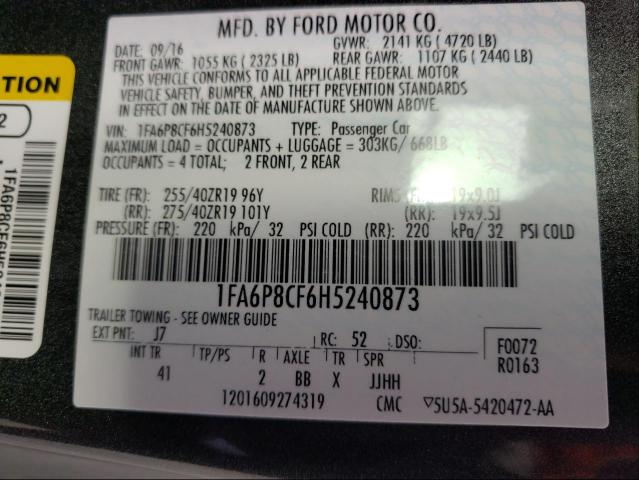 MFD. BY FORD MOTOR CO.
DATE: 09/16 GVWR: 2141 KG (4720 LB)
FRONT GAWR: 1055 KG (2325 LB) REAR GAWR: 1107 KG (2440 LB)
THIS VEHICLE CONFORMS TO ALL APPLICABLE FEDERAL MOTOR
VEHICLE SAFETY, BUMPER, AND THEFT PREVENTION STANDARDS
IN EFFECT ON THE DATE OF MANUFACTURE SHOWN ABOVE.
VIN: 1FA6P8CF6H5240873 TYPE: Passenger Car
MAXIMUM LOAD = OCCUPANTS + LUGGAGE = 303KG/ 668LB
OCCUPANTS = 4 TOTAL; 2 FRONT, 2 REAR
TIRE (FR): 255/40ZR19 96Y RIMS 19x9.0J
(RR): 275/40ZR19 101Y (RR): 19x9.5J
PRESSURE (FR): 220 kPa/ 32 PSI COLD (RR): 220 kPa/ 32 PSI COLD
1FA6P8CF6H5240873
TRAILER TOWING - SEE OWNER GUIDE
EXT PNT: J7 RC: 52 DSO:
F0072
R0163
INT TR TP/PS R AXLE TR SPR
41 2 BB X JJHH
1201609274319 CMC ▽5U5A-5420472-AA
TION
2